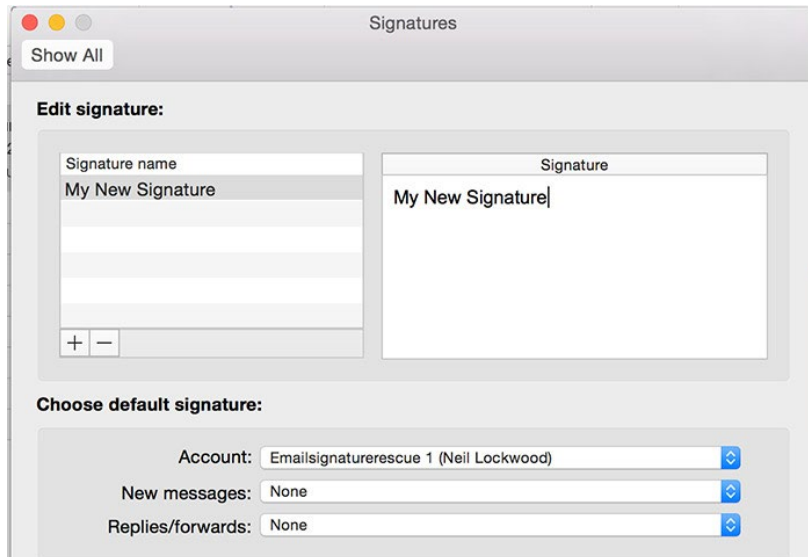 Signatures
Show All
Edit signature:
Signature name
My New Signature
Signature
My New Signature
Choose default signature:
Account: Emailsignaturerescue 1 (Neil Lockwood)
New messages: None
Replies/forwards: None